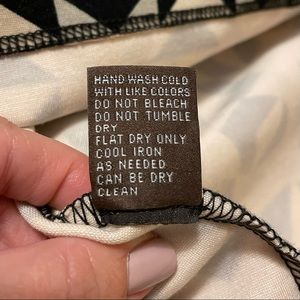 HAND WASH COLD
WITH LIKE COLORS
DO NOT BLEACH
DO NOT TUMBLE
DRY
FLAT DRY ONLY
COOL IRON
AS NEEDED
CAN BE DRY
CLEAN